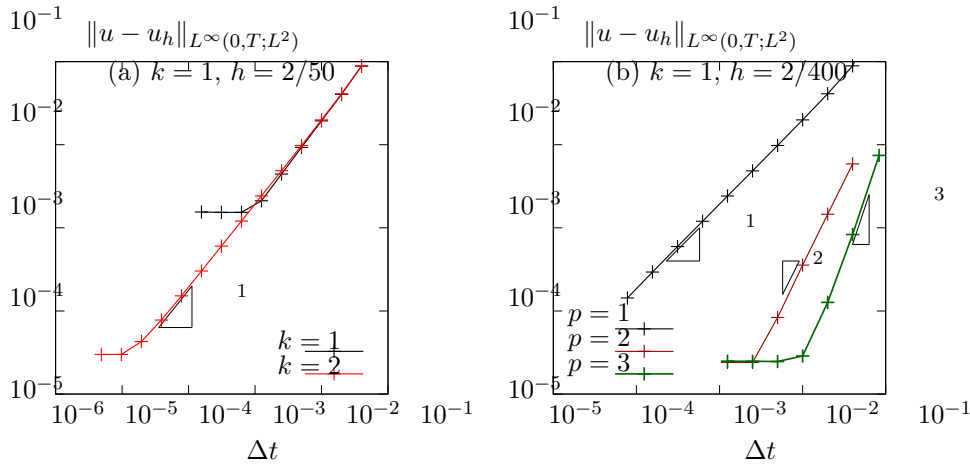 10^{-1} ‖u − u_h‖_{L^∞(0,T;L^2)}
(a) k = 1, h = 2/50
10^{-2}
10^{-3}
10^{-4}
10^{-5}
1
k = 1
k = 2
10^{-6} 10^{-5} 10^{-4} 10^{-3} 10^{-2} 10^{-1}
Δt
10^{-1} ‖u − u_h‖_{L^∞(0,T;L^2)}
(b) k = 1, h = 2/400
10^{-2}
10^{-3}
10^{-4}
10^{-5}
1
2
3
p = 1
p = 2
p = 3
10^{-5} 10^{-4} 10^{-3} 10^{-2} 10^{-1}
Δt